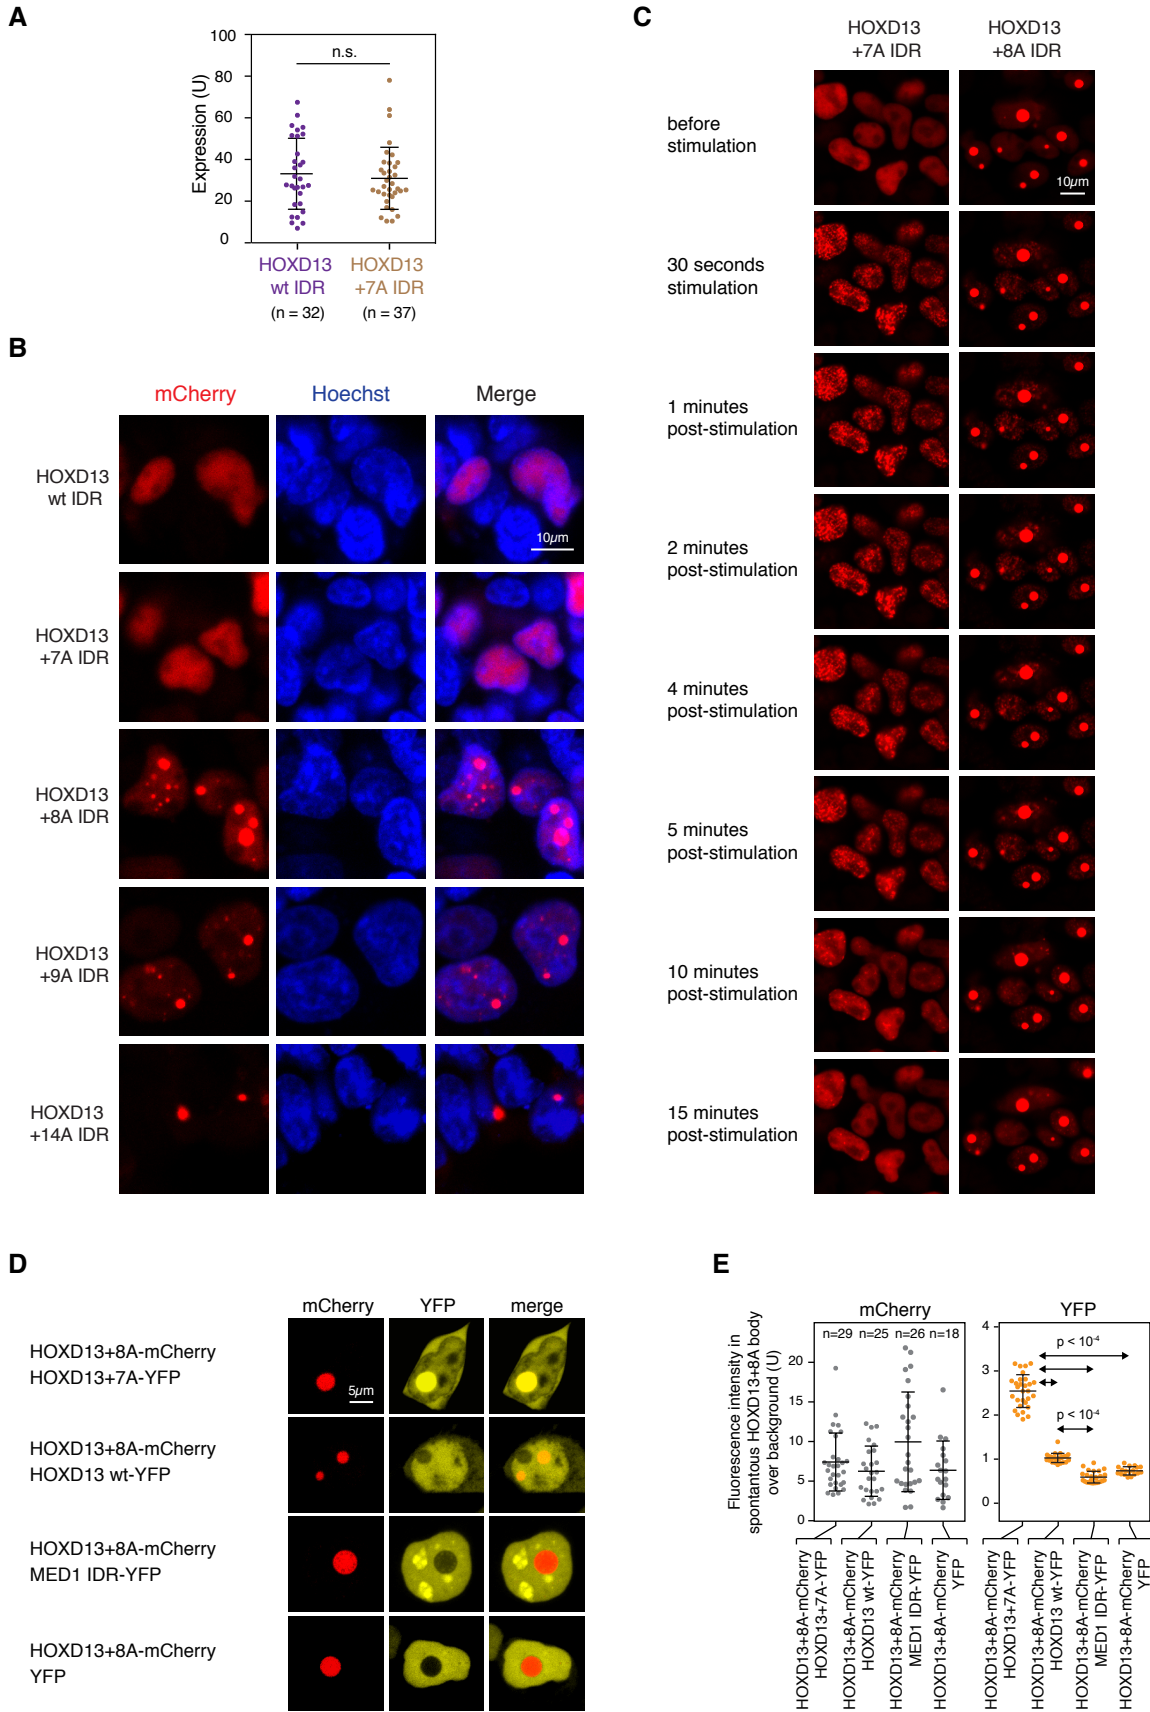 A
Expression (U)
100
80
60
40
20
0
n.s.
HOXD13
wt IDR
(n = 32)
HOXD13
+7A IDR
(n = 37)
B
mCherry
Hoechst
Merge
HOXD13
wt IDR
10µm
HOXD13
+7A IDR
HOXD13
+8A IDR
HOXD13
+9A IDR
HOXD13
+14A IDR
C
HOXD13
+7A IDR
HOXD13
+8A IDR
before
stimulation
10µm
30 seconds
stimulation
1 minutes
post-stimulation
2 minutes
post-stimulation
4 minutes
post-stimulation
5 minutes
post-stimulation
10 minutes
post-stimulation
15 minutes
post-stimulation
D
mCherry
YFP
merge
HOXD13+8A-mCherry
HOXD13+7A-YFP
5µm
HOXD13+8A-mCherry
HOXD13 wt-YFP
HOXD13+8A-mCherry
MED1 IDR-YFP
HOXD13+8A-mCherry
YFP
E
Fluorescence intensity in
spontanous HOXD13+8A body
over background (U)
mCherry
n=29
n=25
n=26
n=18
20
15
10
5
0
HOXD13+8A-mCherry
HOXD13+7A-YFP
HOXD13+8A-mCherry
HOXD13 wt-YFP
HOXD13+8A-mCherry
MED1 IDR-YFP
HOXD13+8A-mCherry
YFP
YFP
4
3
2
1
0
p < 10⁻⁴
p < 10⁻⁴
HOXD13+8A-mCherry
HOXD13+7A-YFP
HOXD13+8A-mCherry
HOXD13 wt-YFP
HOXD13+8A-mCherry
MED1 IDR-YFP
HOXD13+8A-mCherry
YFP